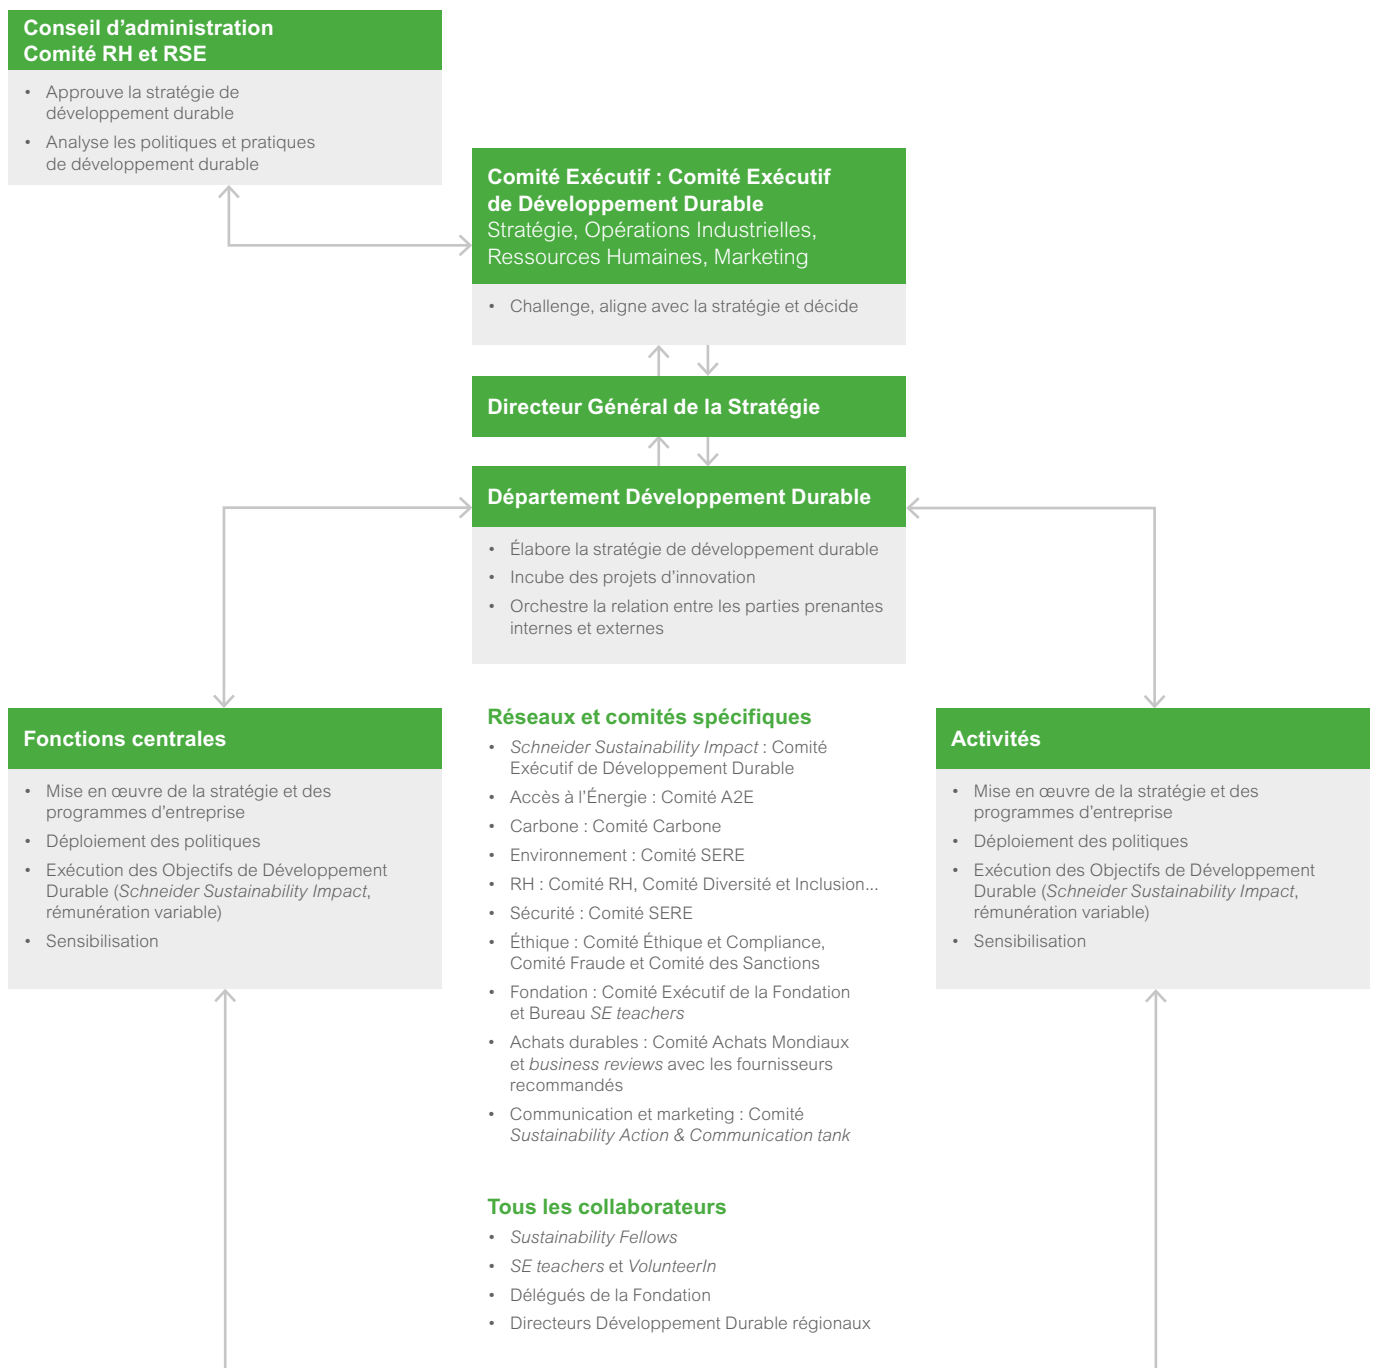 Conseil d’administration
Comité RH et RSE
• Approuve la stratégie de
développement durable
• Analyse les politiques et pratiques
de développement durable
Comité Exécutif : Comité Exécutif
de Développement Durable
Stratégie, Opérations Industrielles,
Ressources Humaines, Marketing
• Challenge, aligne avec la stratégie et décide
Directeur Général de la Stratégie
Département Développement Durable
• Élabore la stratégie de développement durable
• Incube des projets d’innovation
• Orchestre la relation entre les parties prenantes
internes et externes
Fonctions centrales
• Mise en œuvre de la stratégie et des
programmes d’entreprise
• Déploiement des politiques
• Exécution des Objectifs de Développement
Durable (Schneider Sustainability Impact,
rémunération variable)
• Sensibilisation
Réseaux et comités spécifiques
• Schneider Sustainability Impact : Comité
Exécutif de Développement Durable
• Accès à l’Énergie : Comité A2E
• Carbone : Comité Carbone
• Environnement : Comité SERE
• RH : Comité RH, Comité Diversité et Inclusion...
• Sécurité : Comité SERE
• Éthique : Comité Éthique et Compliance,
Comité Fraude et Comité des Sanctions
• Fondation : Comité Exécutif de la Fondation
et Bureau SE teachers
• Achats durables : Comité Achats Mondiaux
et business reviews avec les fournisseurs
recommandés
• Communication et marketing : Comité
Sustainability Action & Communication tank
Tous les collaborateurs
• Sustainability Fellows
• SE teachers et VolunteerIn
• Délégués de la Fondation
• Directeurs Développement Durable régionaux
Activités
• Mise en œuvre de la stratégie et des
programmes d’entreprise
• Déploiement des politiques
• Exécution des Objectifs de Développement
Durable (Schneider Sustainability Impact,
rémunération variable)
• Sensibilisation